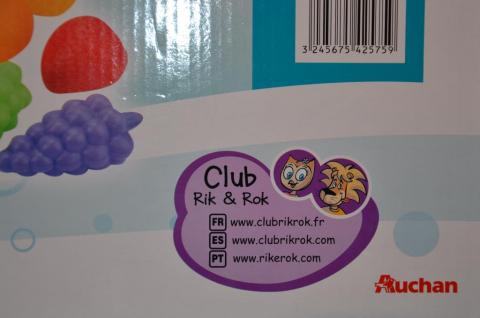 3 245675 425759
Club
Rik & Rok
FR www.clubrikrok.fr
ES www.clubrikrok.com
PT www.rikerok.com
Auchan